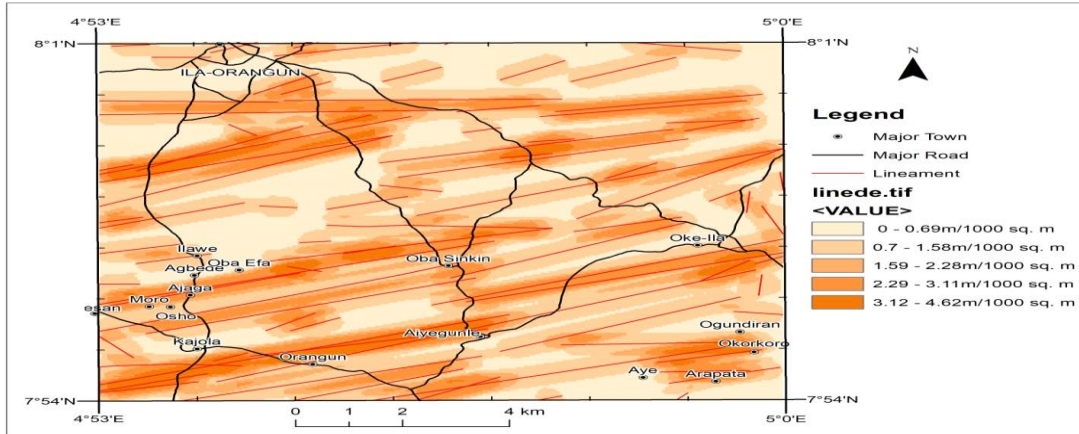 4°53'E
5°0'E
8°1'N
8°1'N
N
ILA-ORANGUN
Legend
Major Town
Major Road
Lineament
linede.tif
<VALUE>
0 - 0.69m/1000 sq. m
0.7 - 1.58m/1000 sq. m
1.59 - 2.28m/1000 sq. m
2.29 - 3.11m/1000 sq. m
3.12 - 4.62m/1000 sq. m
Oke-Ila
Ilawe
Oba Efa
Oba Sinkin
Agbede
Ajaga
Moro
esan
Osho
Ogundiran
Aiyegunle
Kajola
Okorkoro
Orangun
Aye
Arapata
7°54'N
7°54'N
4°53'E
5°0'E
0 1 2 4 km